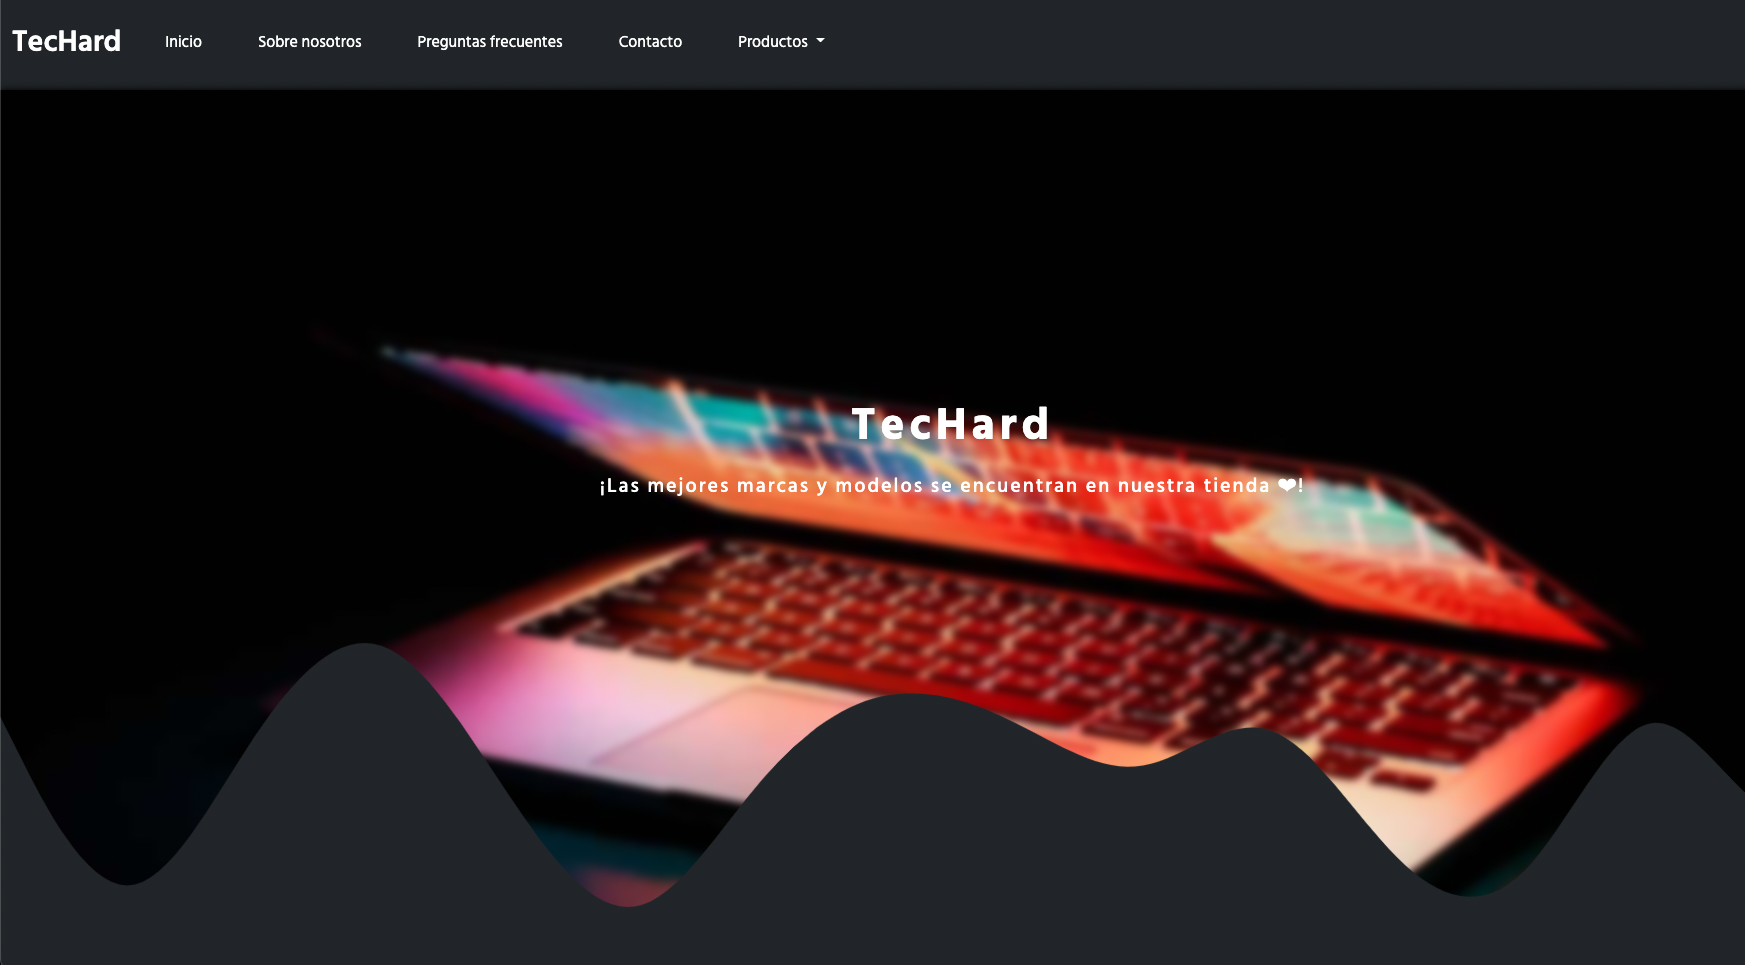 TecHard Inicio Sobre nosotros Preguntas frecuentes Contacto Productos
TecHard
¡Las mejores marcas y modelos se encuentran en nuestra tienda ❤!